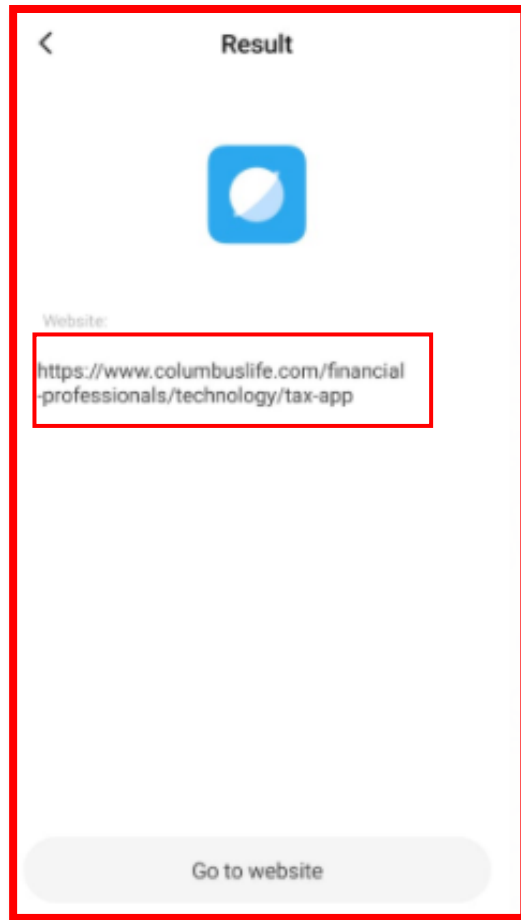 Result
Website:
https://www.columbuslife.com/financial
-professionals/technology/tax-app
Go to website